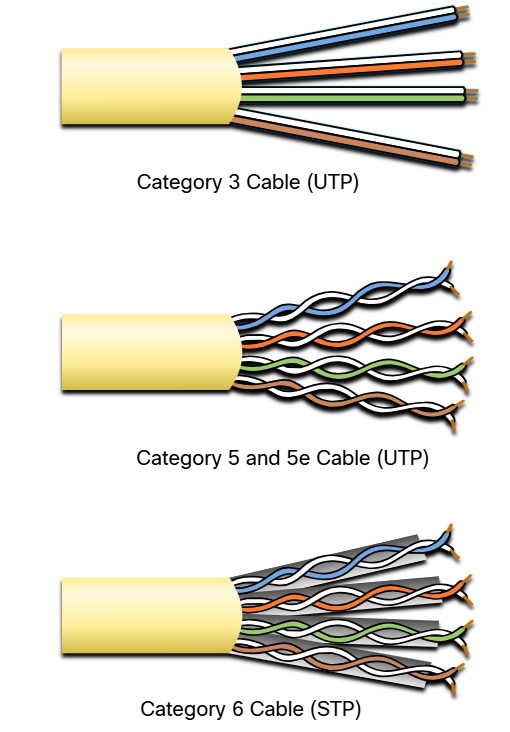 Category 3 Cable (UTP)
Category 5 and 5e Cable (UTP)
Category 6 Cable (STP)